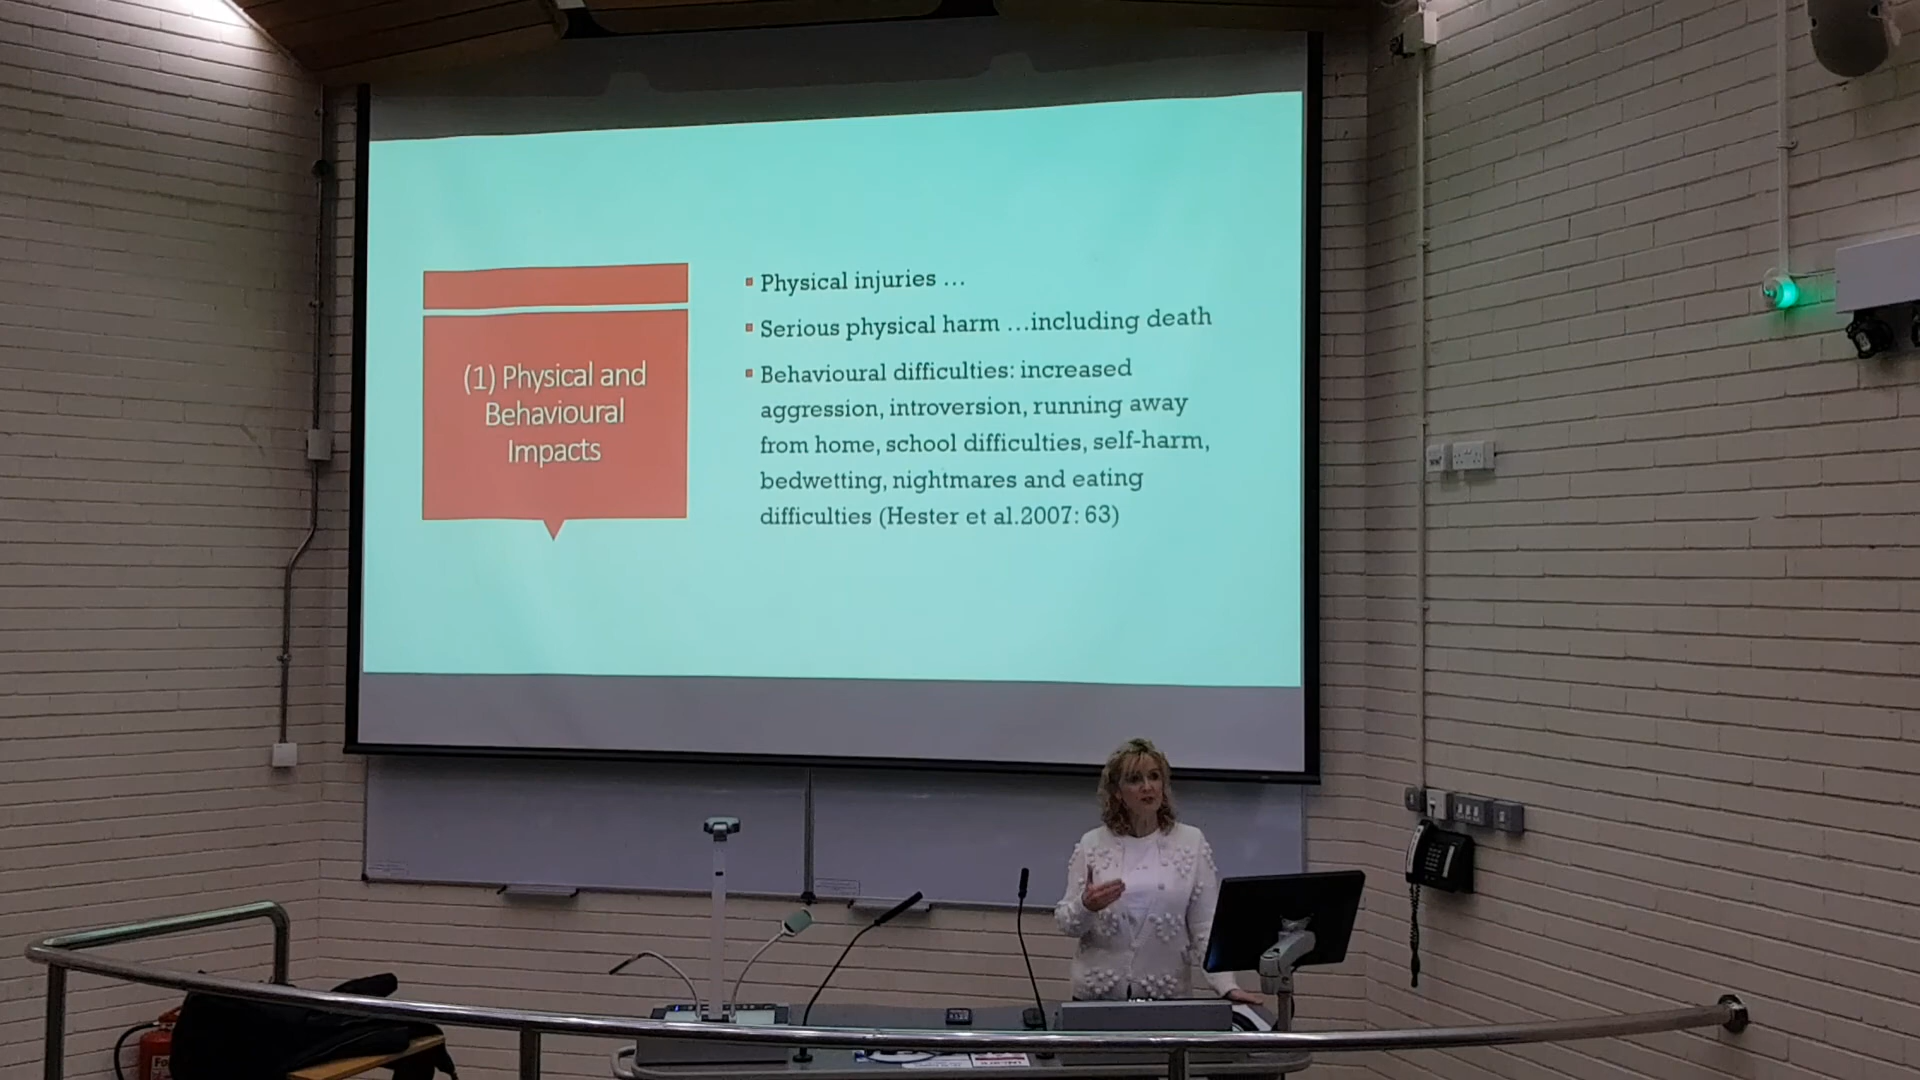 (1) Physical and
Behavioural
Impacts
Physical injuries …
Serious physical harm …including death
Behavioural difficulties: increased
aggression, introversion, running away
from home, school difficulties, self-harm,
bedwetting, nightmares and eating
difficulties (Hester et al.2007: 63)